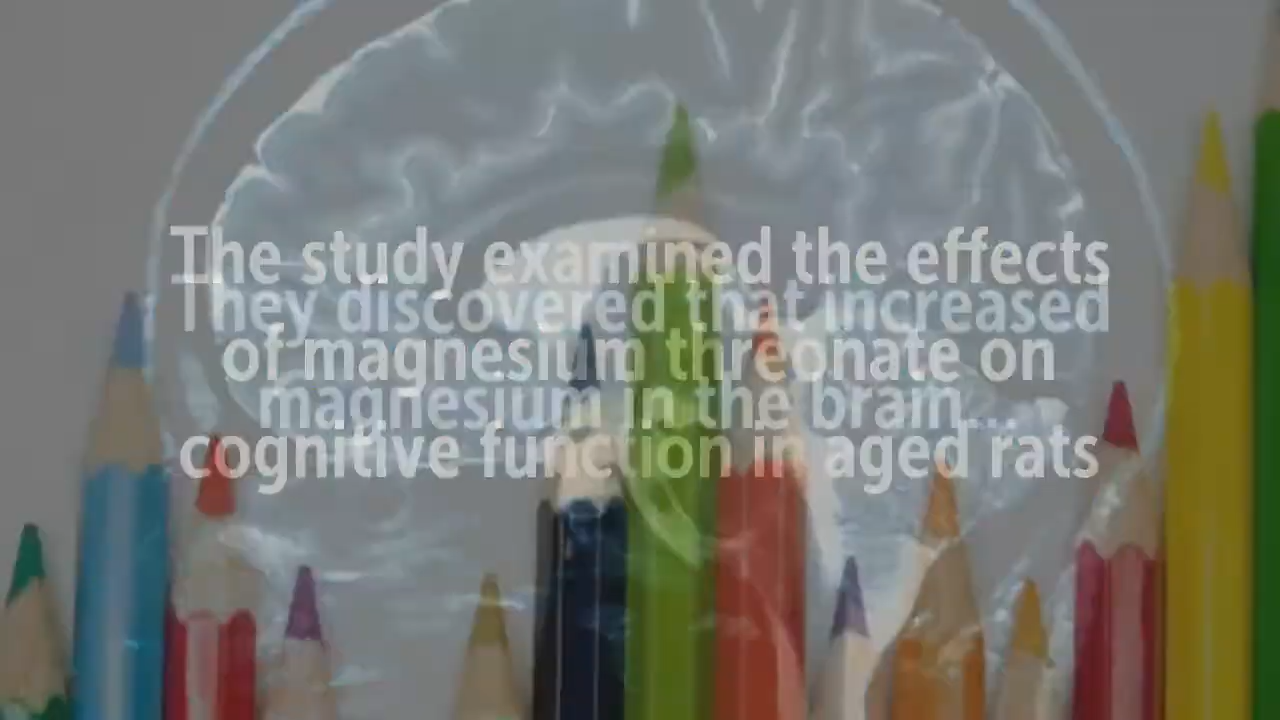 The study examined the effects
They discovered that increased
of magnesium threonate on
magnesium in the brain...
cognitive function in aged rats